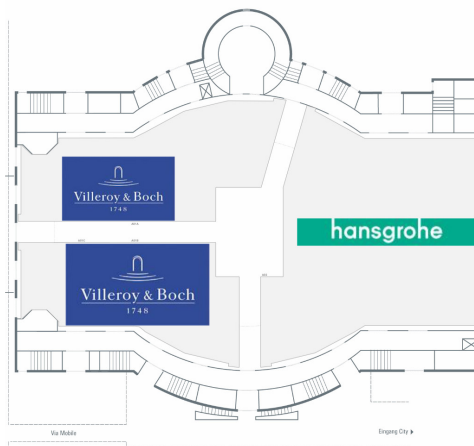 Villeroy & Boch
1748
hansgrohe
Villeroy & Boch
1748
Via Mobile
Eingang City